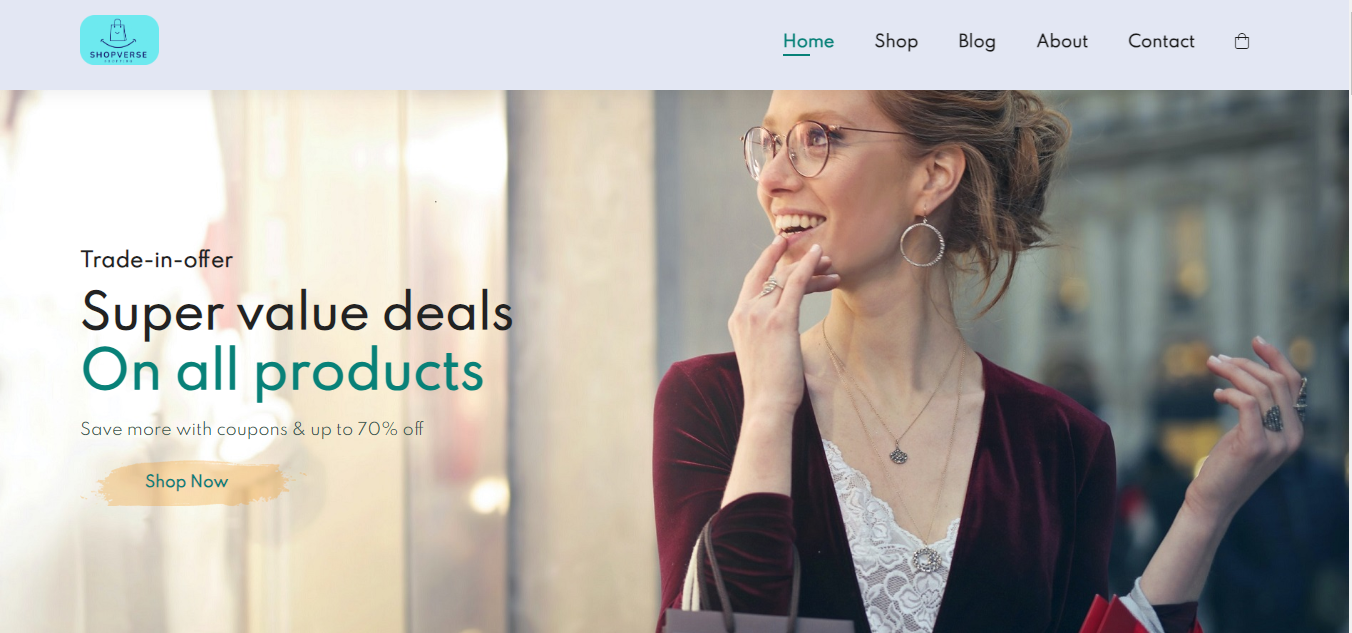 SHOPVERSE
Home
Shop
Blog
About
Contact
Trade-in-offer
Super value deals
On all products
Save more with coupons & up to 70% off
Shop Now